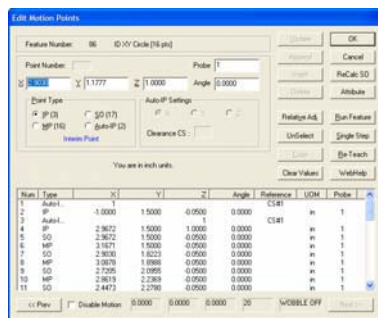 Edit Motion Points
Feature Number: 86 ID XY Circle [16 pts]
Point Number: Probe 1
X 2.9030 Y 1.1777 Z 1.0000 Angle 0.0000
Point Type
IP (3) SO (17)
MP (16) Auto-IP (2)
Interim Point
Auto-IP Settings
Clearance CS :
You are in inch units.
OK
Cancel
ReCalc SO
Delete Attribute
Relative Adj. Run Feature
UnSelect Single Step
Re-Teach
Clear Values WebHelp
Num Type X Y Z Angle Reference UOM Probe
1 Auto-I... 1 CS#1
2 IP -1.0000 1.5000 -0.0500 0.0000 in 1
3 Auto-I... 1 CS#1
4 IP 2.9672 1.5000 1.0000 0.0000 in 1
5 SO 2.9672 1.5000 -0.0500 0.0000 in 1
6 MP 3.1671 1.5000 -0.0500 0.0000 in 1
7 SO 2.9030 1.8223 -0.0500 0.0000 in 1
8 MP 3.0878 1.8988 -0.0500 0.0000 in 1
9 SO 2.7205 2.0955 -0.0500 0.0000 in 1
10 MP 2.8619 2.2369 -0.0500 0.0000 in 1
11 SO 2.4473 2.2780 -0.0500 0.0000 in 1
<< Prev Disable Motion 0.0000 0.0000 0.0000 20 WOBBLE OFF Next >>